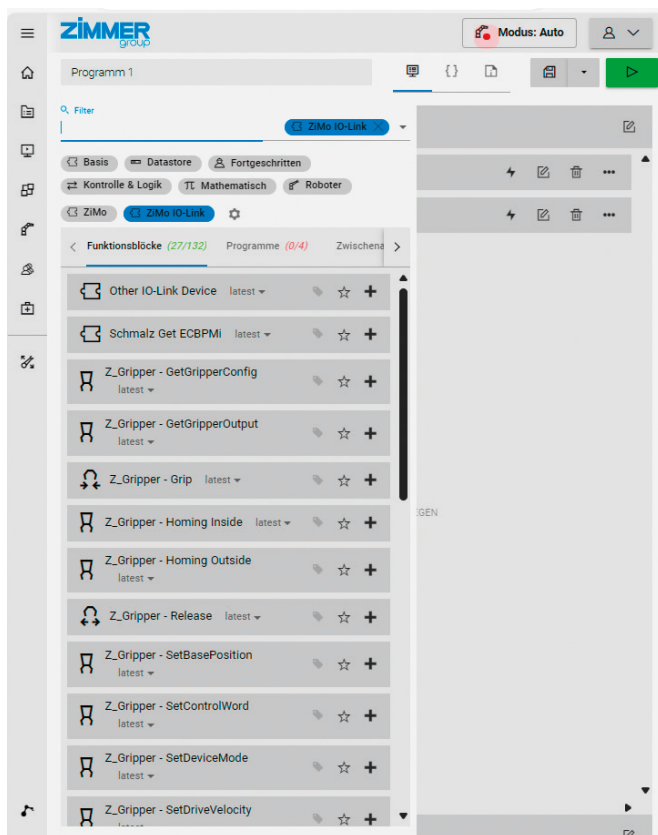 ZIMMER
group
Modus: Auto
Programm 1
Filter
ZiMo IO-Link
Basis
Datastore
Fortgeschritten
Kontrolle & Logik
Mathematisch
Roboter
ZiMo
ZiMo IO-Link
Funktionsblöcke (27/132)
Programme (0/4)
Zwischena
Other IO-Link Device latest
Schmalz Get ECBPMi latest
Z_Gripper - GetGripperConfig
latest
Z_Gripper - GetGripperOutput
latest
Z_Gripper - Grip latest
GEN
Z_Gripper - Homing Inside latest
Z_Gripper - Homing Outside
latest
Z_Gripper - Release latest
Z_Gripper - SetBasePosition
latest
Z_Gripper - SetControlWord
latest
Z_Gripper - SetDeviceMode
latest
Z_Gripper - SetDriveVelocity